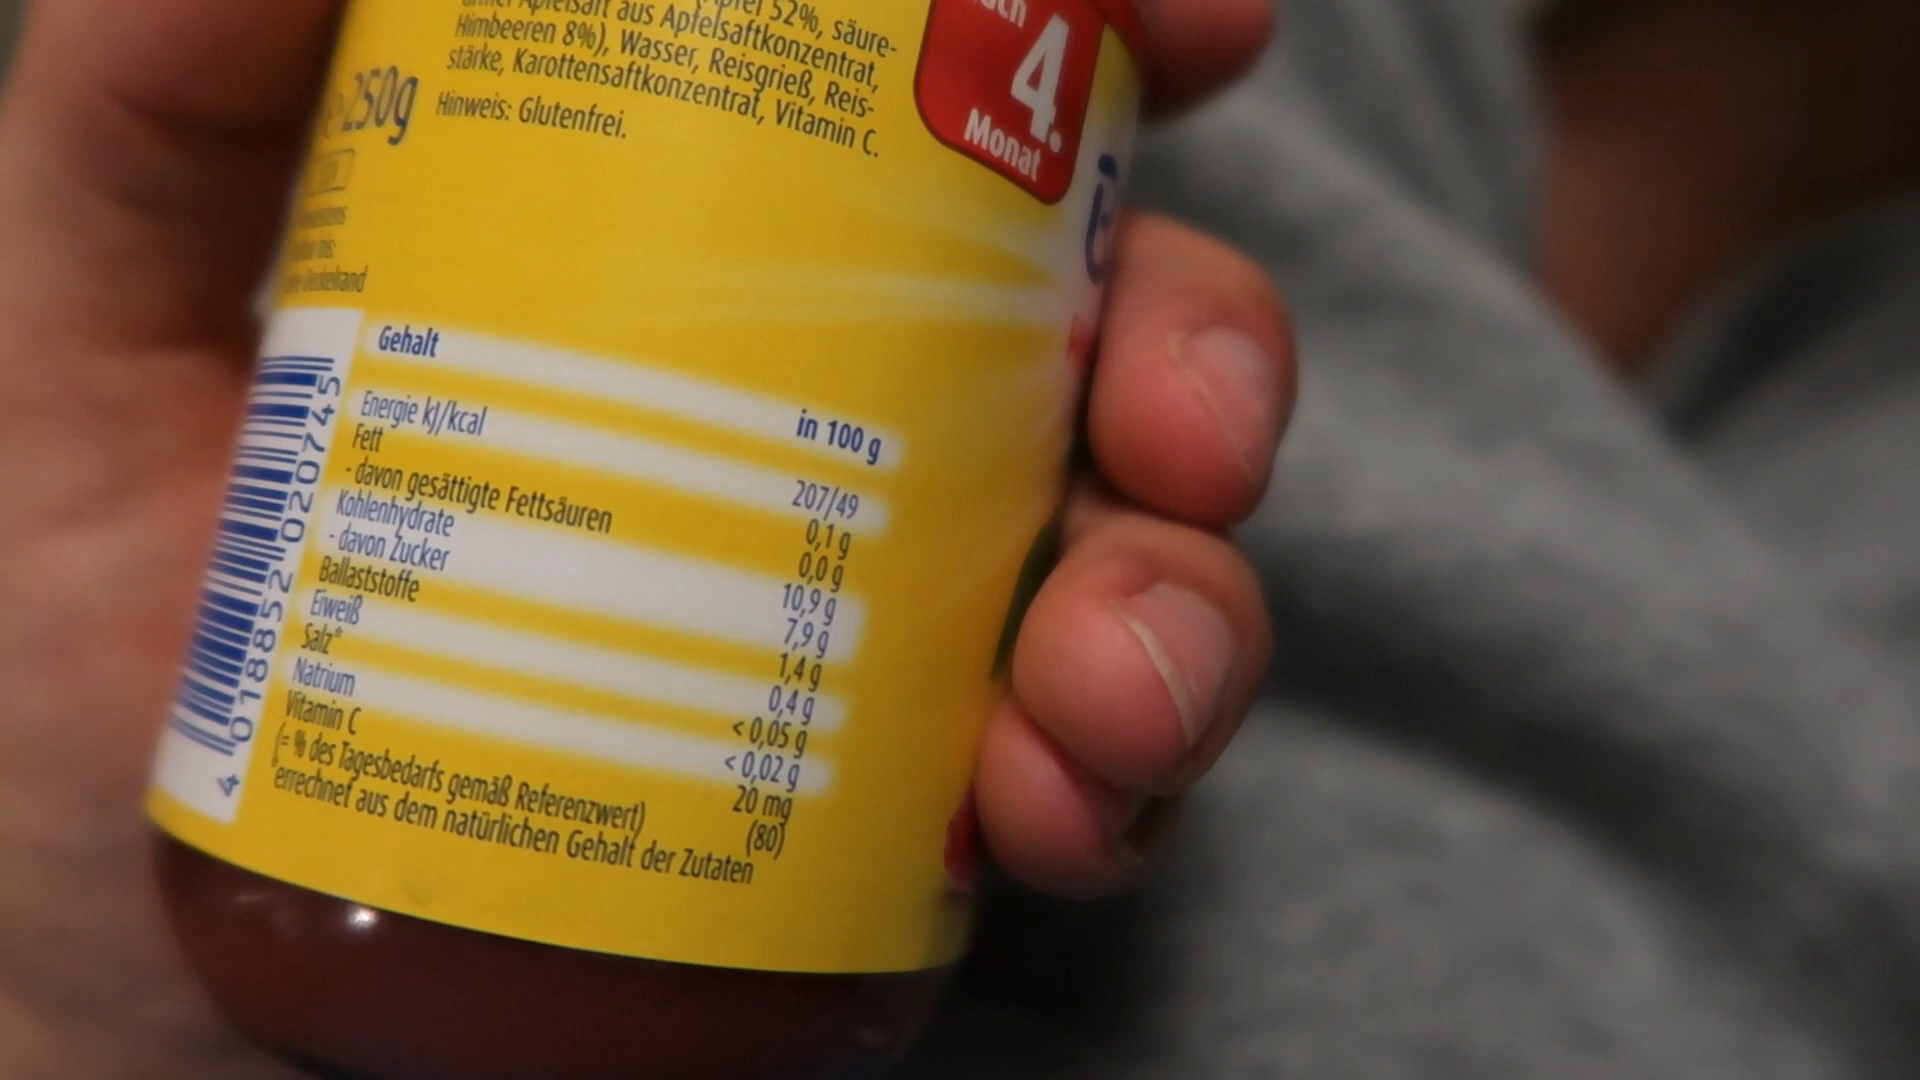 52%, säure-
Apfelsaft aus Apfelsaftkonzentrat,
Himbeeren 8%), Wasser, Reisgrieß, Reis-
stärke, Karottensaftkonzentrat, Vitamin C.
Hinweis: Glutenfrei.
4.
Monat
e 250g
Deckelrand
Gehalt in 100 g
Energie kJ/kcal 207/49
Fett 0,1 g
- davon gesättigte Fettsäuren 0,0 g
Kohlenhydrate 10,9 g
- davon Zucker 7,9 g
Ballaststoffe 1,4 g
Eiweiß 0,4 g
Salz* < 0,05 g
Natrium < 0,02 g
Vitamin C 20 mg
(= % des Tagesbedarfs gemäß Referenzwert) (80)
errechnet aus dem natürlichen Gehalt der Zutaten
4 018852 020745